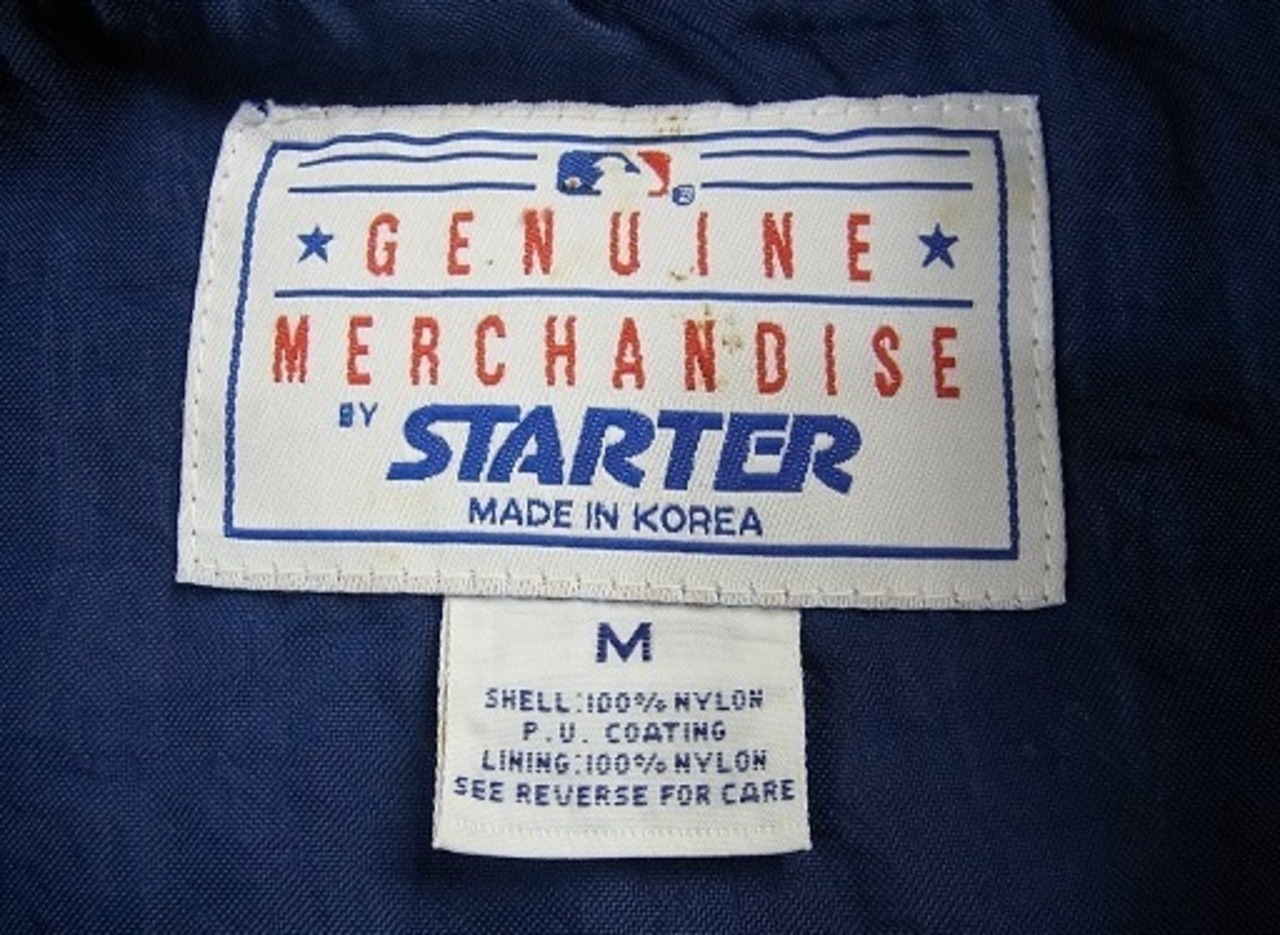 GENUINE
MERCHANDISE
BY STARTER
MADE IN KOREA
M
SHELL:100% NYLON
P.U. COATING
LINING:100% NYLON
SEE REVERSE FOR CARE